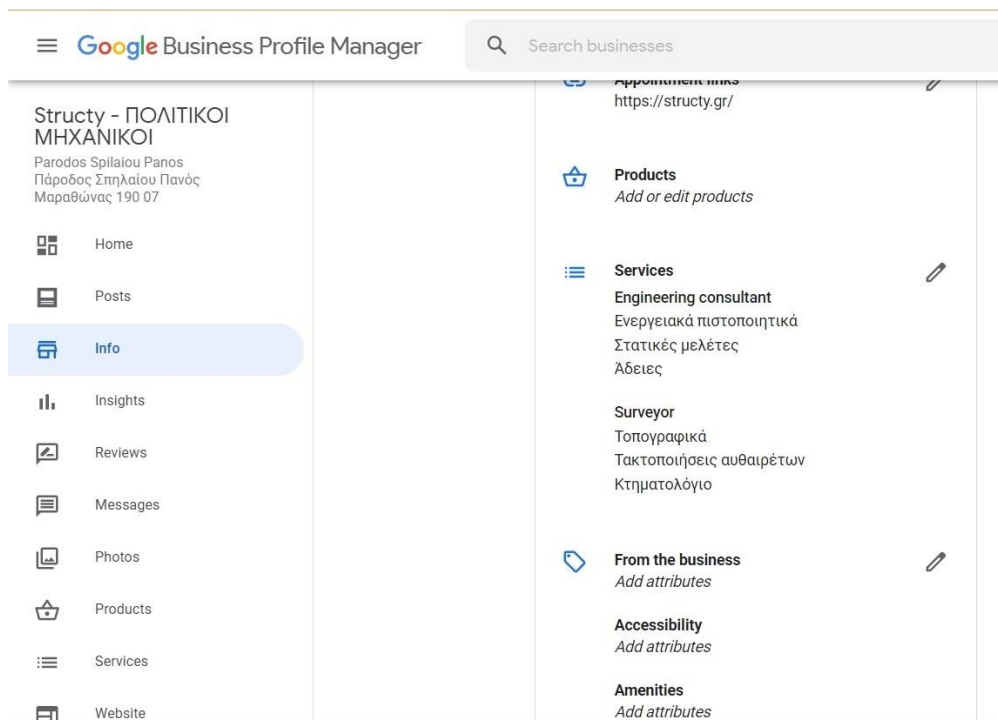 Google Business Profile Manager
Search businesses
Structy - ΠΟΛΙΤΙΚΟΙ
ΜΗΧΑΝΙΚΟΙ
Parodos Spilaiou Panos
Πάροδος Σπηλαίου Πανός
Μαραθώνας 190 07
Home
Posts
Info
Insights
Reviews
Messages
Photos
Products
Services
Website
Appointment links
https://structy.gr/
Products
Add or edit products
Services
Engineering consultant
Ενεργειακά πιστοποιητικά
Στατικές μελέτες
Άδειες
Surveyor
Τοπογραφικά
Τακτοποιήσεις αυθαιρέτων
Κτηματολόγιο
From the business
Add attributes
Accessibility
Add attributes
Amenities
Add attributes